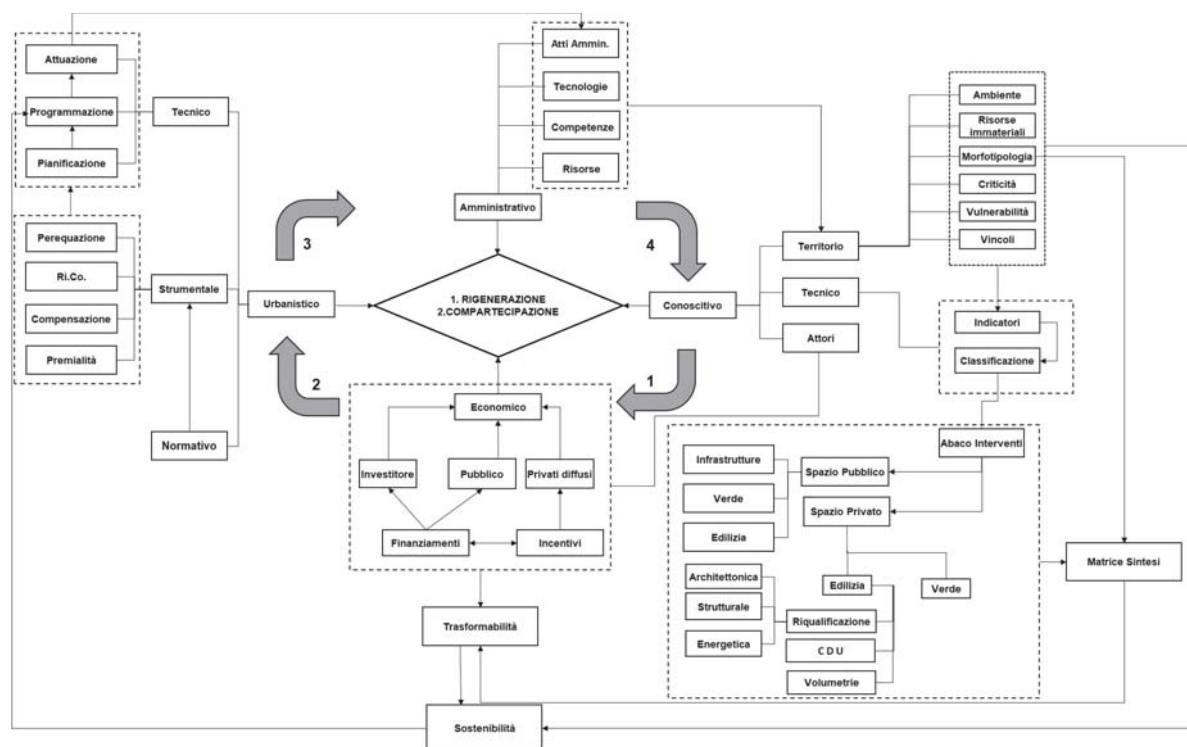 Attuazione
Programmazione
Pianificazione
Tecnico
Perequazione
Ri.Co.
Compensazione
Premialità
Strumentale
Normativo
Urbanistico
3
2
Atti Ammin.
Tecnologie
Competenze
Risorse
Amministrativo
1. RIGENERAZIONE
2.COMPARTECIPAZIONE
4
1
Conoscitivo
Territorio
Tecnico
Attori
Ambiente
Risorse
immateriali
Morfotipologia
Criticità
Vulnerabilità
Vincoli
Indicatori
Classificazione
Economico
Investitore
Pubblico
Privati diffusi
Finanziamenti
Incentivi
Trasformabilità
Sostenibilità
Abaco Interventi
Infrastrutture
Spazio Pubblico
Verde
Spazio Privato
Edilizia
Architettonica
Edilizia
Verde
Strutturale
Riqualificazione
Energetica
C D U
Volumetrie
Matrice Sintesi